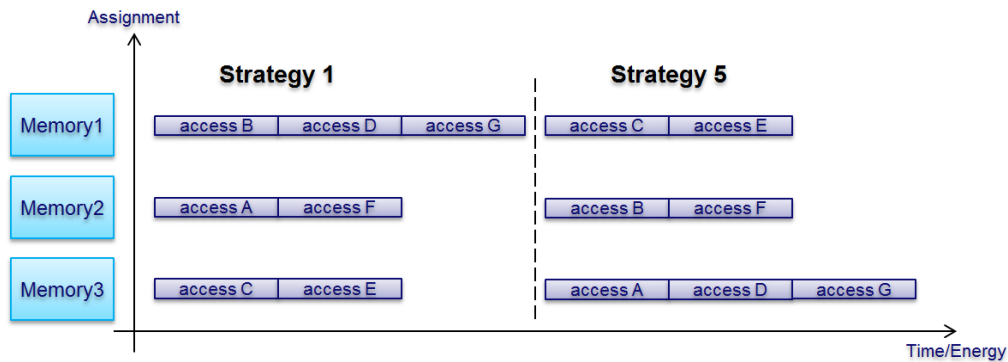 Assignment
Strategy 1 Strategy 5
Memory1 access B access D access G access C access E
Memory2 access A access F access B access F
Memory3 access C access E access A access D access G
Time/Energy